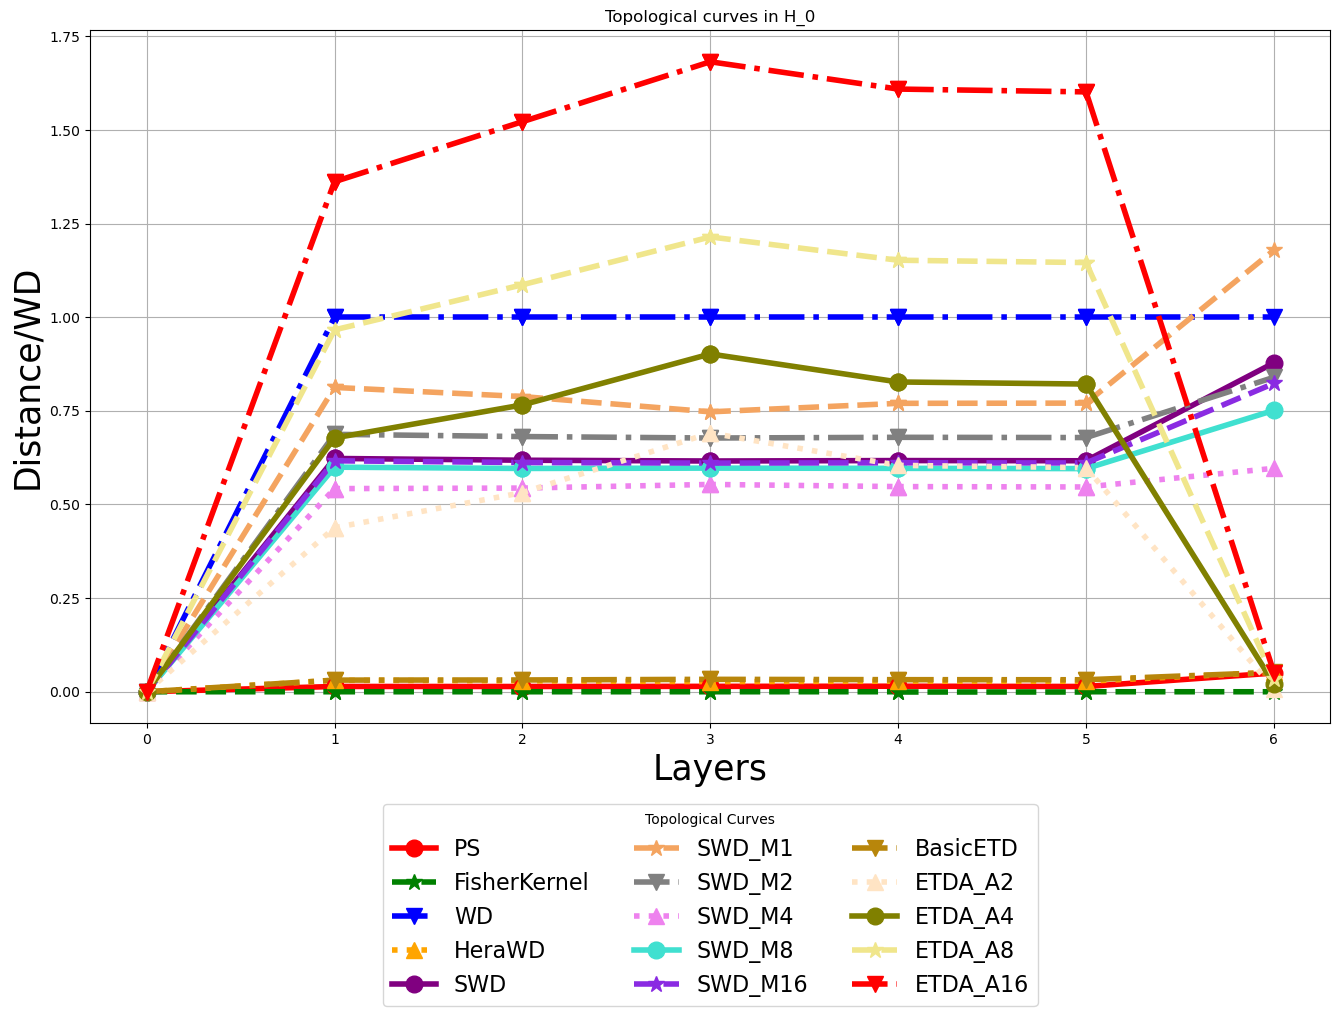 Topological curves in H_0
1.75
1.50
1.25
1.00
0.75
0.50
0.25
0.00
Distance/WD
0 1 2 3 4 5 6
Layers
Topological Curves
PS SWD_M1 BasicETD
FisherKernel SWD_M2 ETDA_A2
WD SWD_M4 ETDA_A4
HeraWD SWD_M8 ETDA_A8
SWD SWD_M16 ETDA_A16